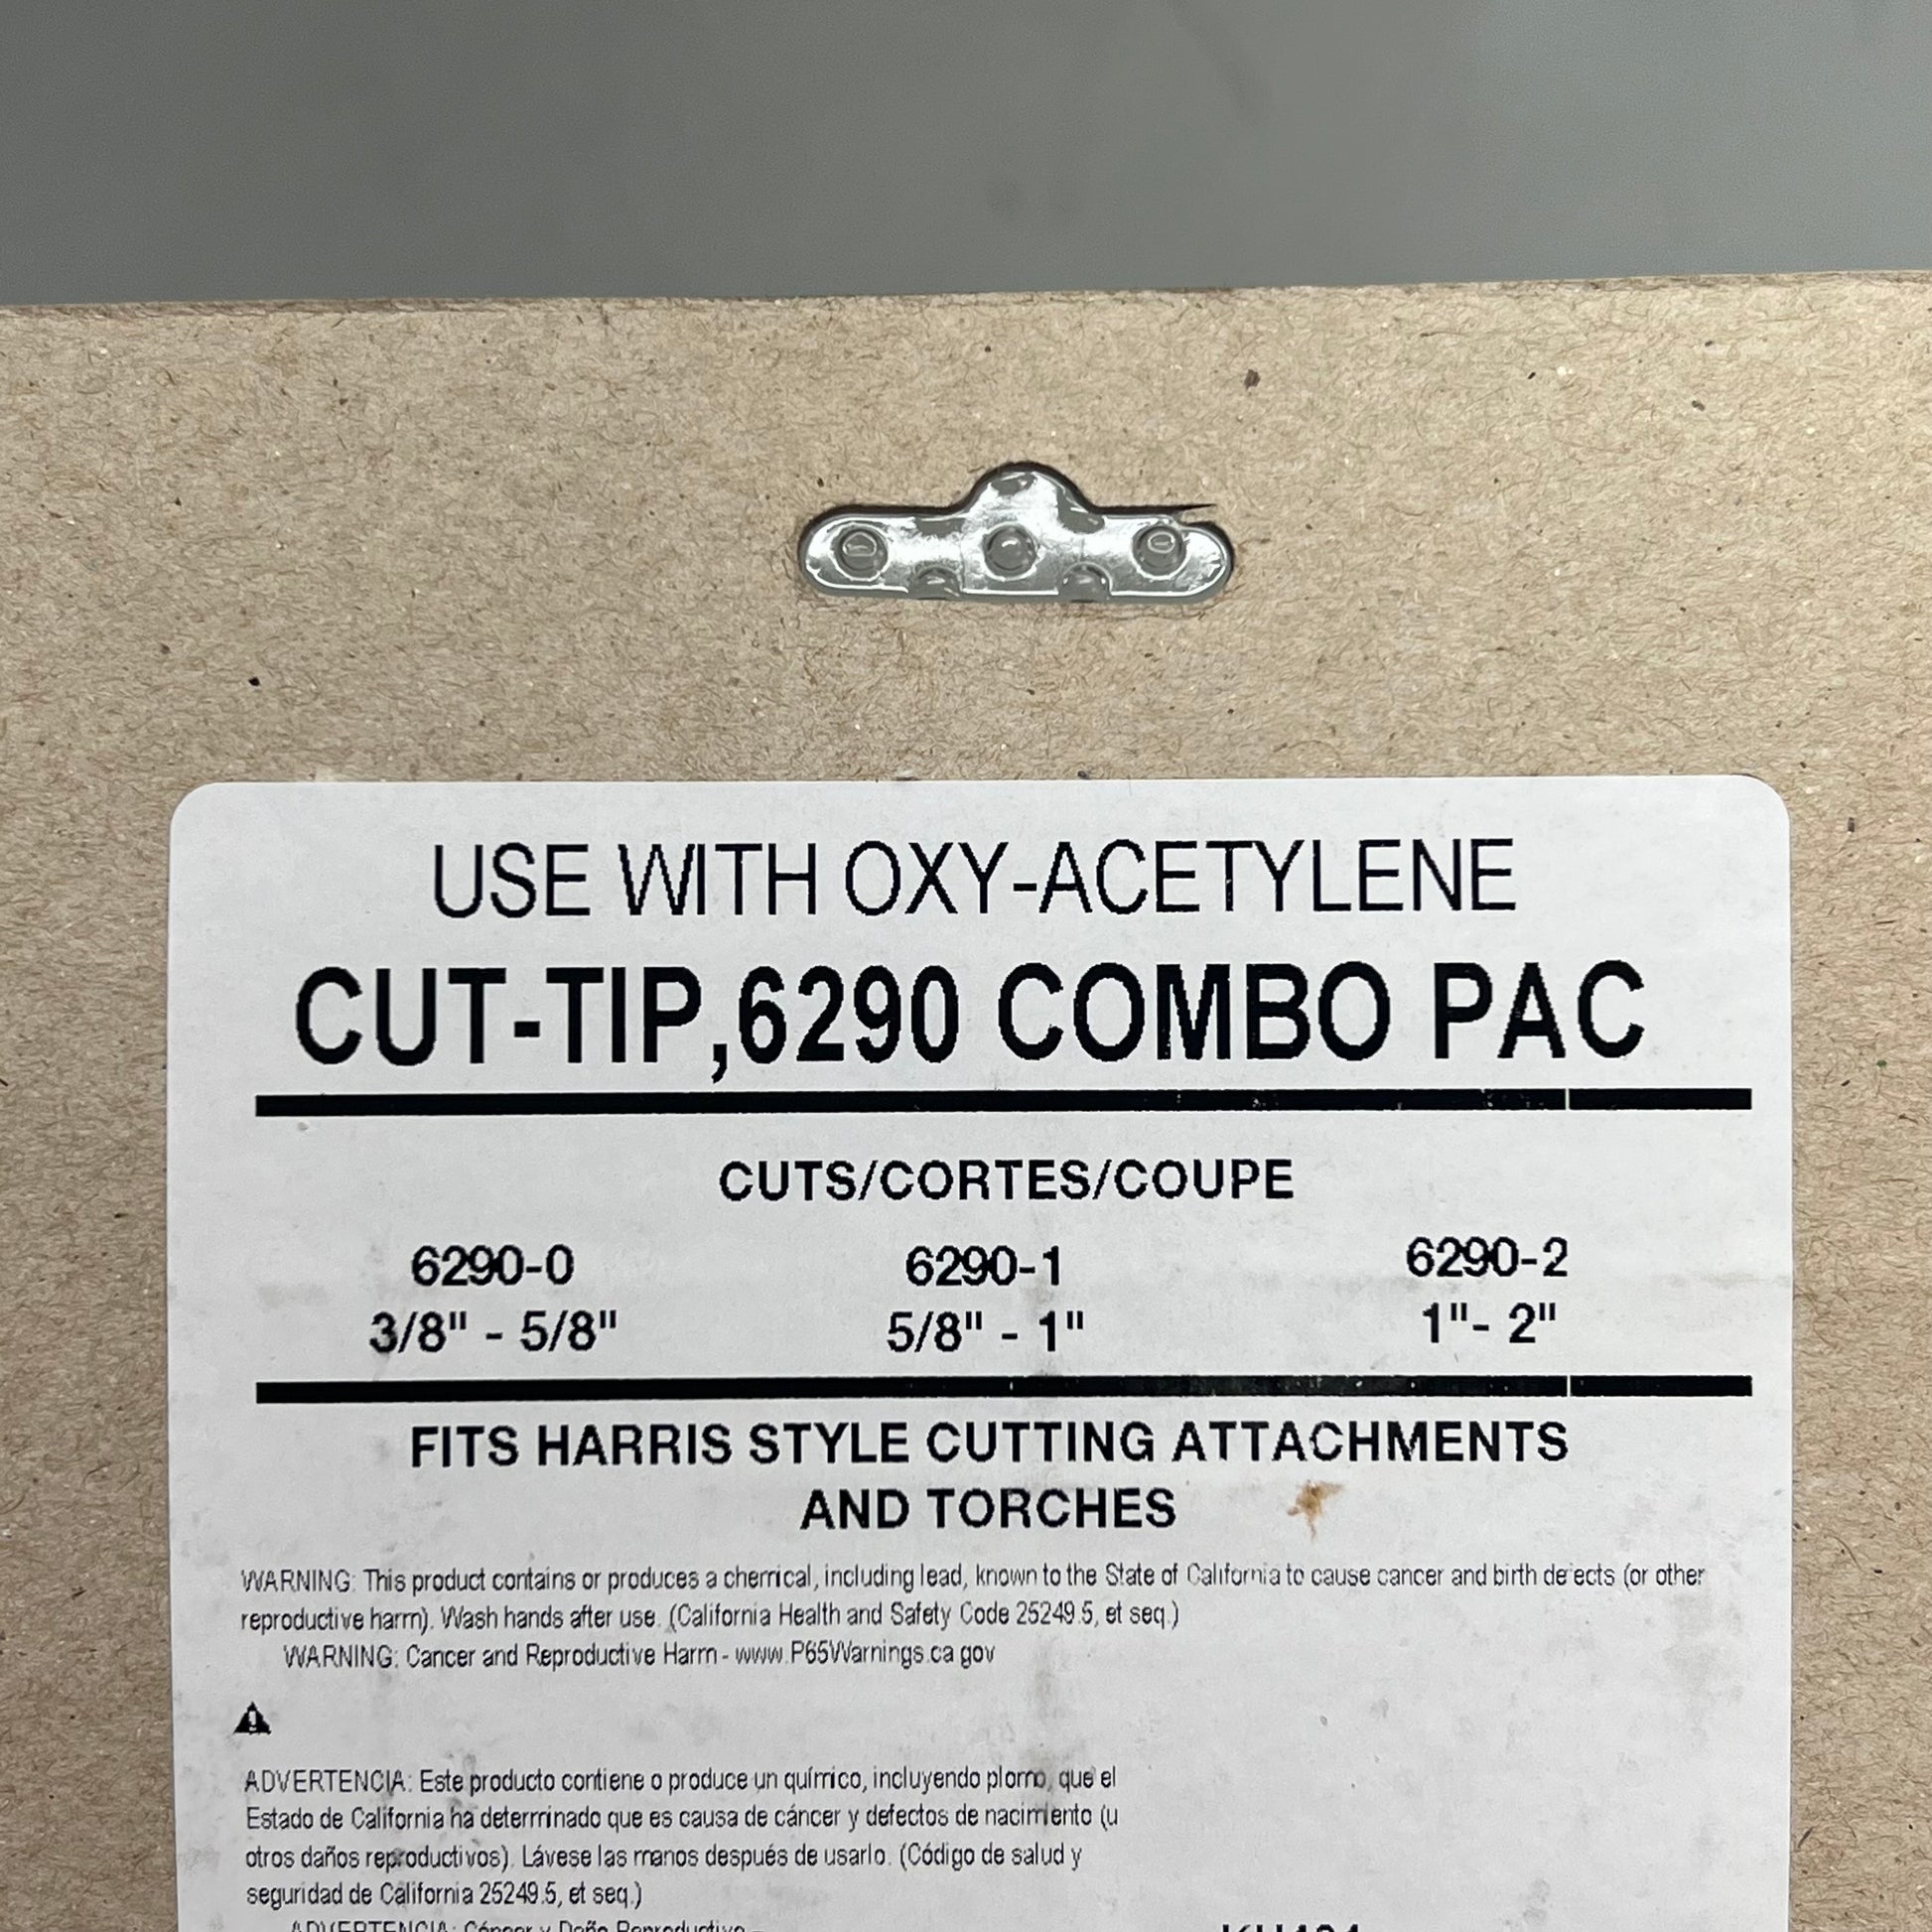 USE WITH OXY-ACETYLENE
CUT-TIP,6290 COMBO PAC
CUTS/CORTES/COUPE
6290-0 6290-1 6290-2
3/8" - 5/8" 5/8" - 1" 1"- 2"
FITS HARRIS STYLE CUTTING ATTACHMENTS
AND TORCHES
WARNING: This product contains or produces a chemical, including lead, known to the State of California to cause cancer and birth defects (or other
reproductive harm). Wash hands after use. (California Health and Safety Code 25249.5, et seq.)
WARNING: Cancer and Reproductive Harm - www.P65Warnings.ca.gov
ADVERTENCIA: Este producto contiene o produce un químico, incluyendo plomo, que el
Estado de California ha determinado que es causa de cáncer y defectos de nacimiento (u
otros daños reproductivos). Lávese las manos después de usarlo. (Código de salud y
seguridad de California 25249.5, et seq.)
ADVERTENCIA: Cáncer y Daño Reproductivo -